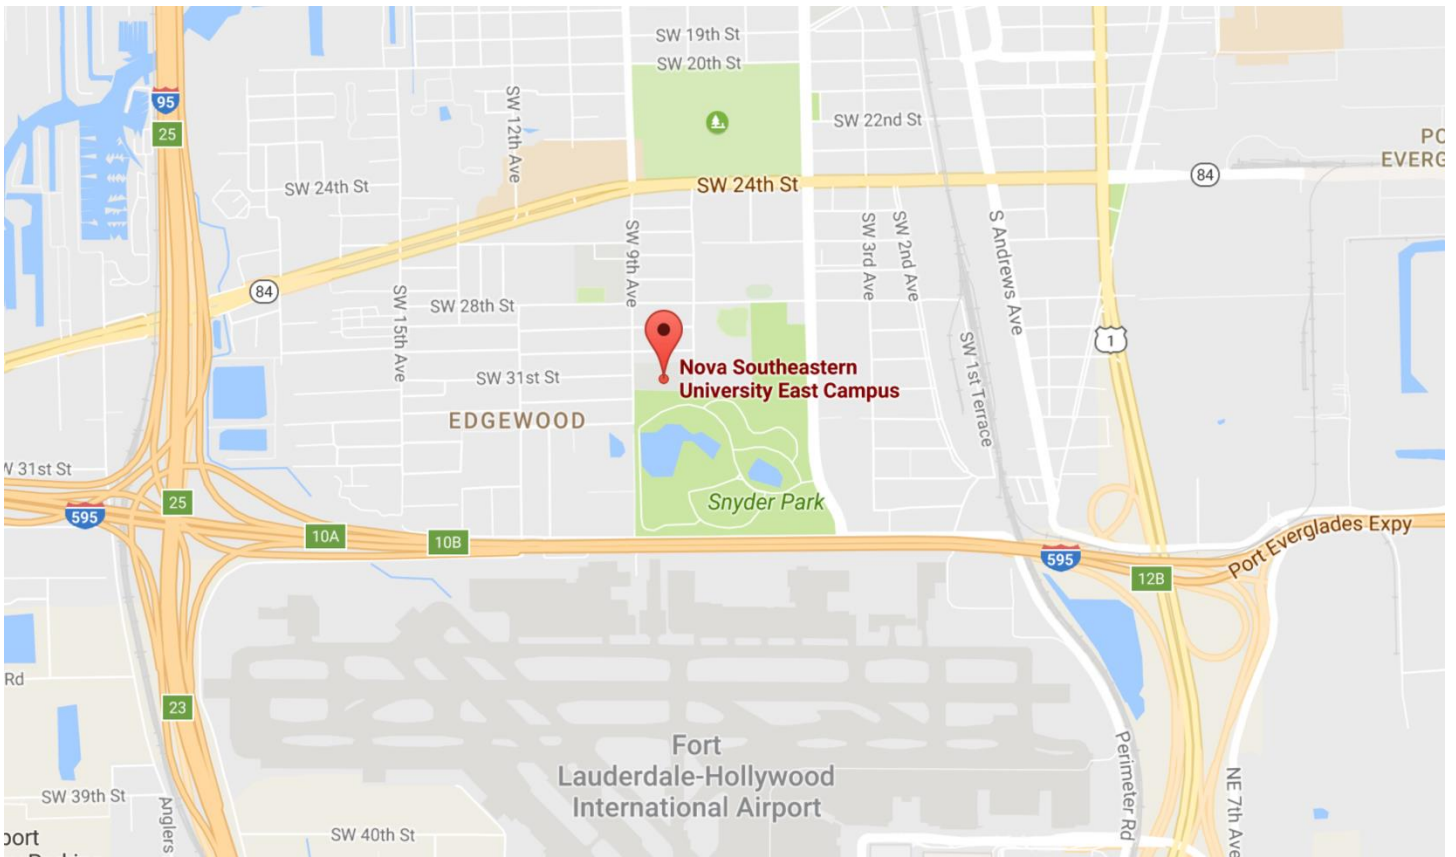 SW 19th St
SW 20th St
95
25
SW 12th Ave
SW 22nd St
PO
EVERG
SW 24th St
SW 24th St
84
SW 9th Ave
SW 3rd Ave
SW 2nd Ave
S Andrews Ave
84
SW 15th Ave
SW 28th St
1
SW 1st Terrace
Nova Southeastern
University East Campus
SW 31st St
EDGEWOOD
W 31st St
25
595
Snyder Park
10A
10B
595
Port Everglades Expy
12B
Rd
23
Fort
Lauderdale-Hollywood
International Airport
Perimeter Rd
NE 7th Ave
SW 39th St
Anglers
SW 40th St
port